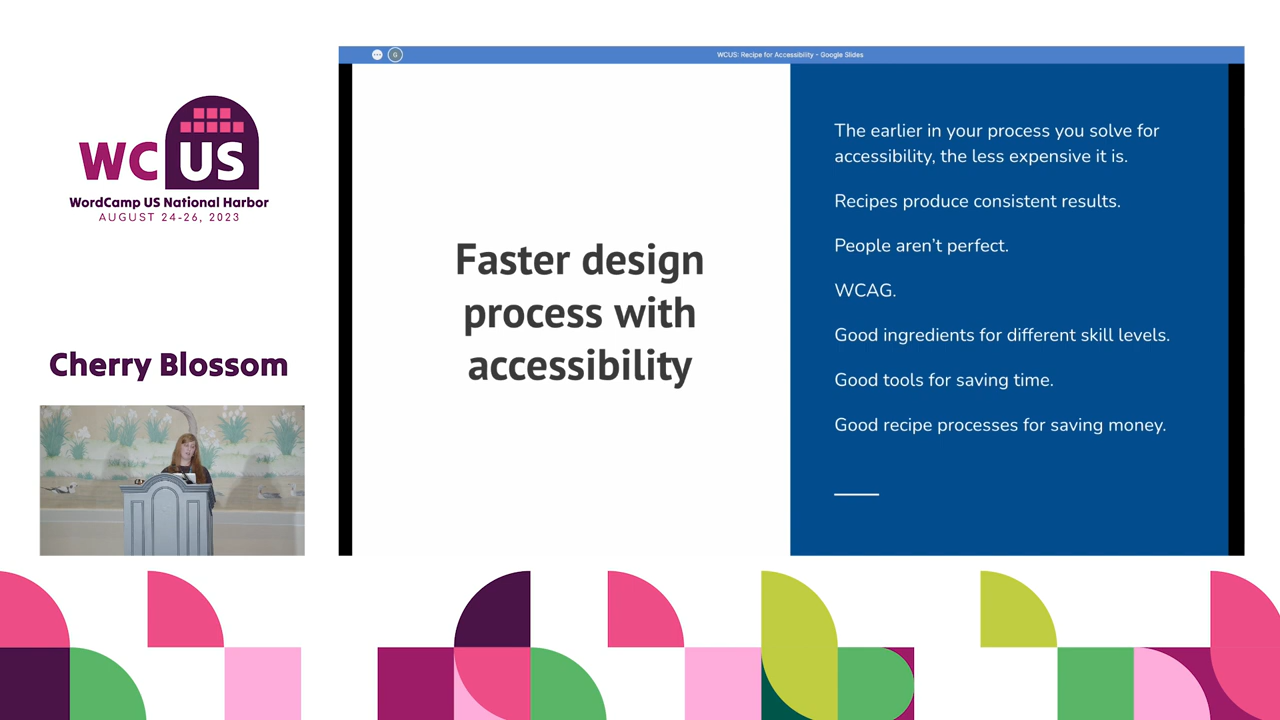 WC US
WordCamp US National Harbor
AUGUST 24-26, 2023
Cherry Blossom
G
WCUS: Recipe for Accessibility - Google Slides
Faster design
process with
accessibility
The earlier in your process you solve for
accessibility, the less expensive it is.
Recipes produce consistent results.
People aren’t perfect.
WCAG.
Good ingredients for different skill levels.
Good tools for saving time.
Good recipe processes for saving money.